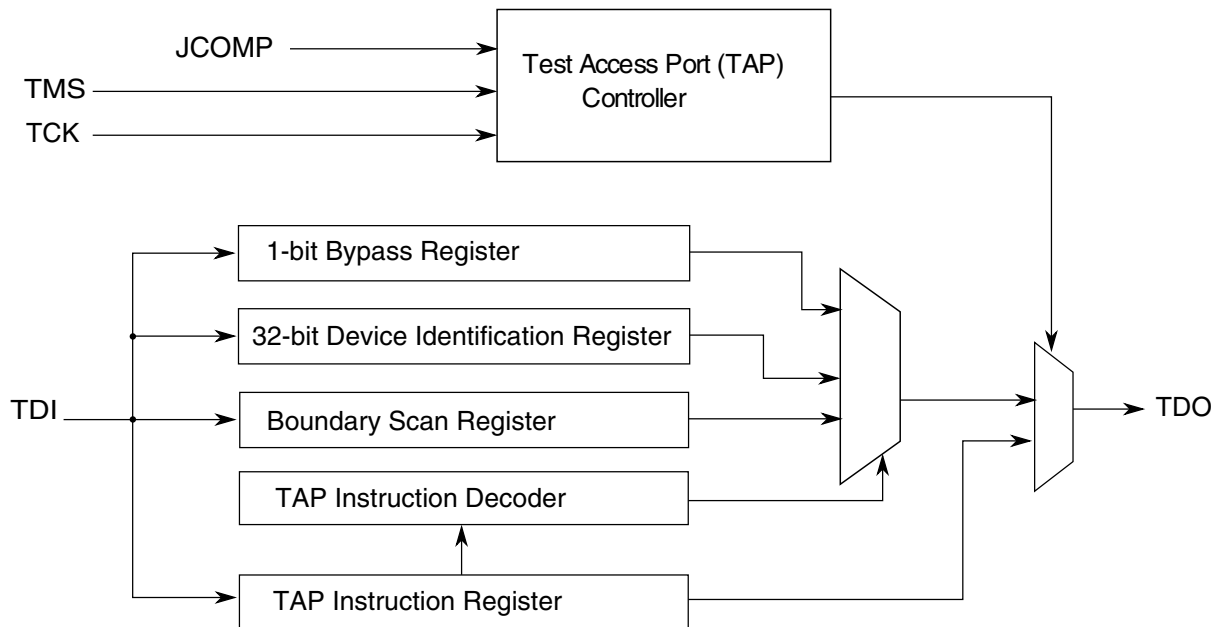 JCOMP
TMS
TCK
Test Access Port (TAP)
Controller
1-bit Bypass Register
32-bit Device Identification Register
TDI
Boundary Scan Register
TDO
TAP Instruction Decoder
TAP Instruction Register